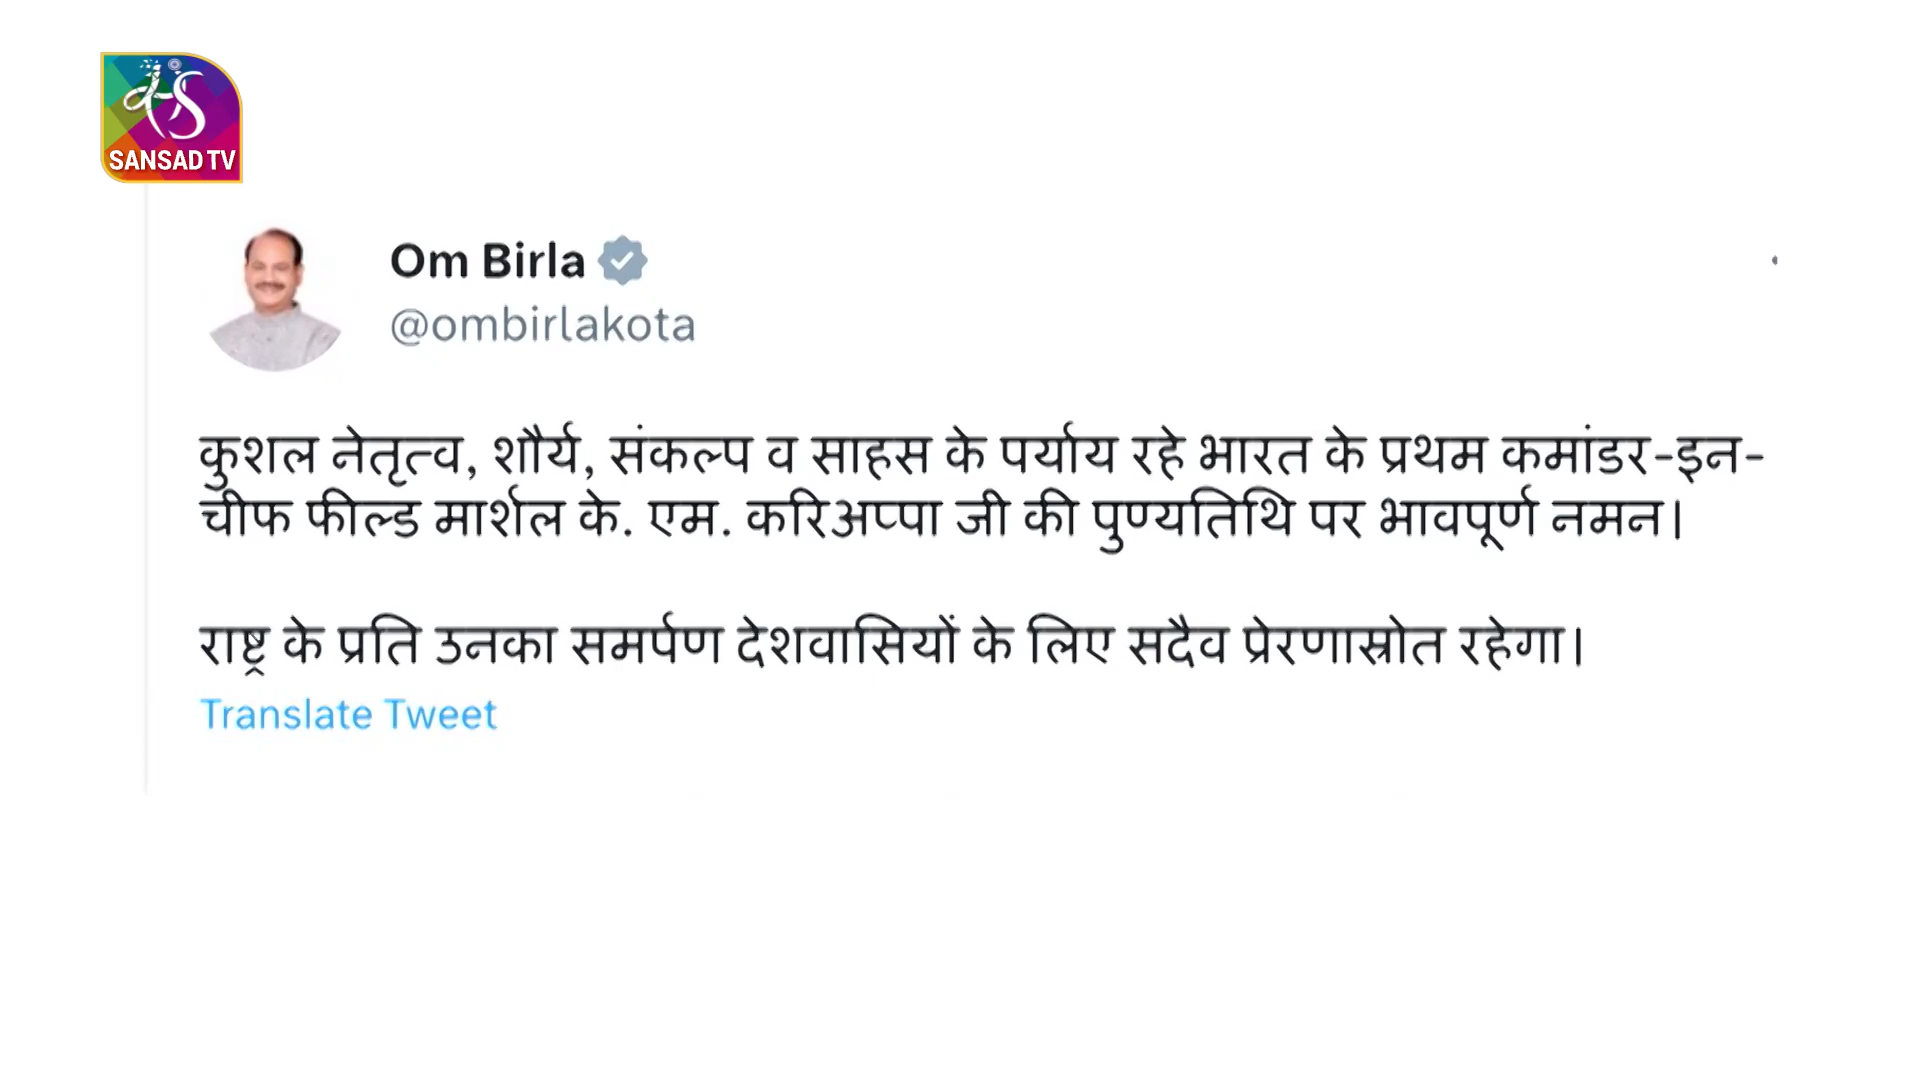 SANSAD TV
Om Birla
@ombirlakota
कुशल नेतृत्व, शौर्य, संकल्प व साहस के पर्याय रहे भारत के प्रथम कमांडर-इन-
चीफ फील्ड मार्शल के. एम. करिअप्पा जी की पुण्यतिथि पर भावपूर्ण नमन।
राष्ट्र के प्रति उनका समर्पण देशवासियों के लिए सदैव प्रेरणास्रोत रहेगा।
Translate Tweet